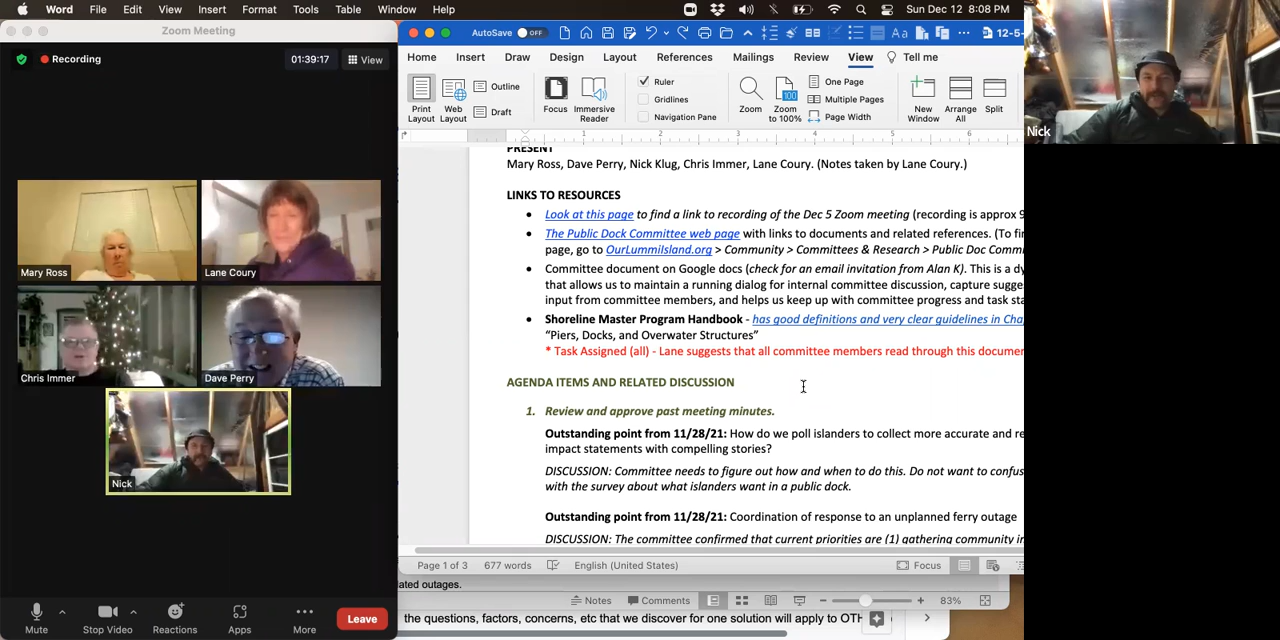 Word File Edit View Insert Format Tools Table Window Help Sun Dec 12 8:08 PM
Zoom Meeting
Recording 01:39:17 View
Mary Ross
Lane Coury
Chris Immer
Dave Perry
Nick
Mute Stop Video Reactions Apps More Leave
AutoSave OFF 12-5-
Home Insert Draw Design Layout References Mailings Review View Tell me
Print Layout
Web Layout
Outline
Draft
Focus
Immersive Reader
Ruler
Gridlines
Navigation Pane
Zoom
Zoom to 100%
One Page
Multiple Pages
Page Width
New Window
Arrange All
Split
1 2 3 4 5 6
PRESENT
Mary Ross, Dave Perry, Nick Klug, Chris Immer, Lane Coury. (Notes taken by Lane Coury.)
LINKS TO RESOURCES
• Look at this page to find a link to recording of the Dec 5 Zoom meeting (recording is approx 9
• The Public Dock Committee web page with links to documents and related references. (To fi
page, go to OurLummiIsland.org > Community > Committees & Research > Public Doc Comm
• Committee document on Google docs (check for an email invitation from Alan K). This is a dy
that allows us to maintain a running dialog for internal committee discussion, capture sugge
input from committee members, and helps us keep up with committee progress and task sta
• Shoreline Master Program Handbook - has good definitions and very clear guidelines in Cha
"Piers, Docks, and Overwater Structures"
* Task Assigned (all) - Lane suggests that all committee members read through this docume
AGENDA ITEMS AND RELATED DISCUSSION
1. Review and approve past meeting minutes.
Outstanding point from 11/28/21: How do we poll islanders to collect more accurate and re
impact statements with compelling stories?
DISCUSSION: Committee needs to figure out how and when to do this. Do not want to confus
with the survey about what islanders want in a public dock.
Outstanding point from 11/28/21: Coordination of response to an unplanned ferry outage
DISCUSSION: The committee confirmed that current priorities are (1) gathering community in
Page 1 of 3 677 words English (United States) Focus
lated outages.
Notes Comments 83%
the questions, factors, concerns, etc that we discover for one solution will apply to OTH
Nick